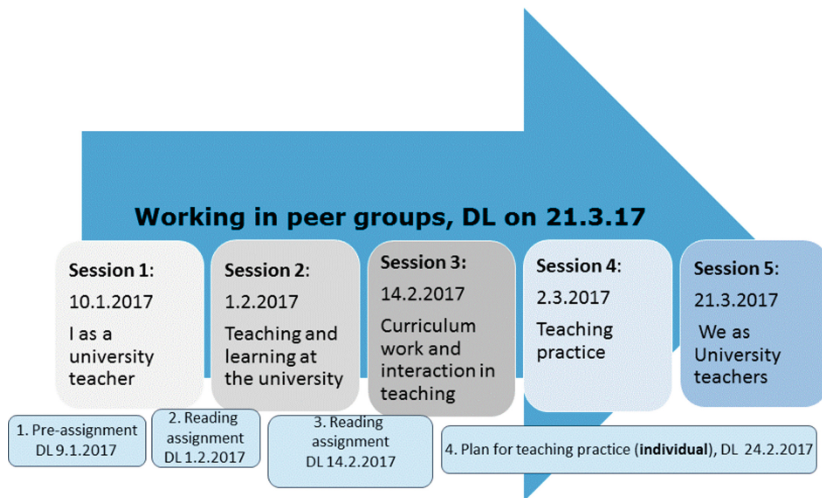 Working in peer groups, DL on 21.3.17
Session 1:
10.1.2017
I as a
university
teacher
Session 2:
1.2.2017
Teaching and
learning at
the university
Session 3:
14.2.2017
Curriculum
work and
interaction in
teaching
Session 4:
2.3.2017
Teaching
practice
Session 5:
21.3.2017
We as
University
teachers
1. Pre-assignment
DL 9.1.2017
2. Reading
assignment
DL 1.2.2017
3. Reading
assignment
DL 14.2.2017
4. Plan for teaching practice (individual), DL 24.2.2017